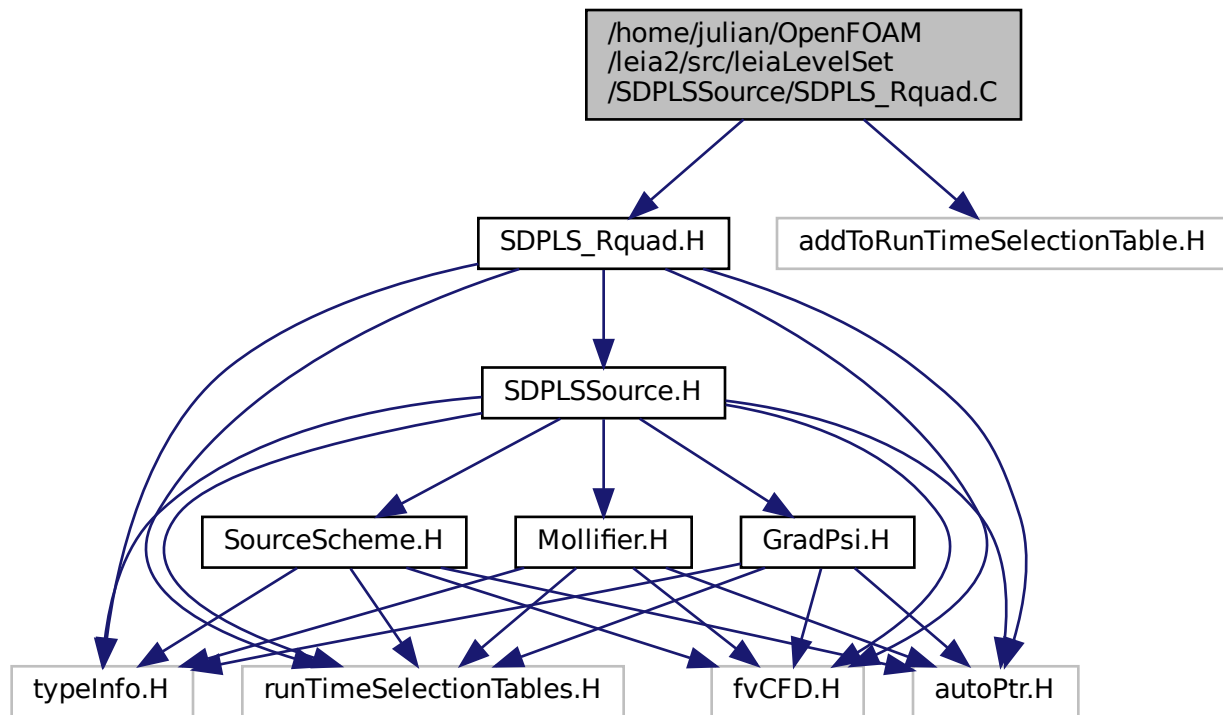 /home/julian/OpenFOAM
/leia2/src/leiaLevelSet
/SDPLSSource/SDPLS_Rquad.C
SDPLS_Rquad.H
addToRunTimeSelectionTable.H
SDPLSSource.H
SourceScheme.H
Mollifier.H
GradPsi.H
typeInfo.H
runTimeSelectionTables.H
fvCFD.H
autoPtr.H